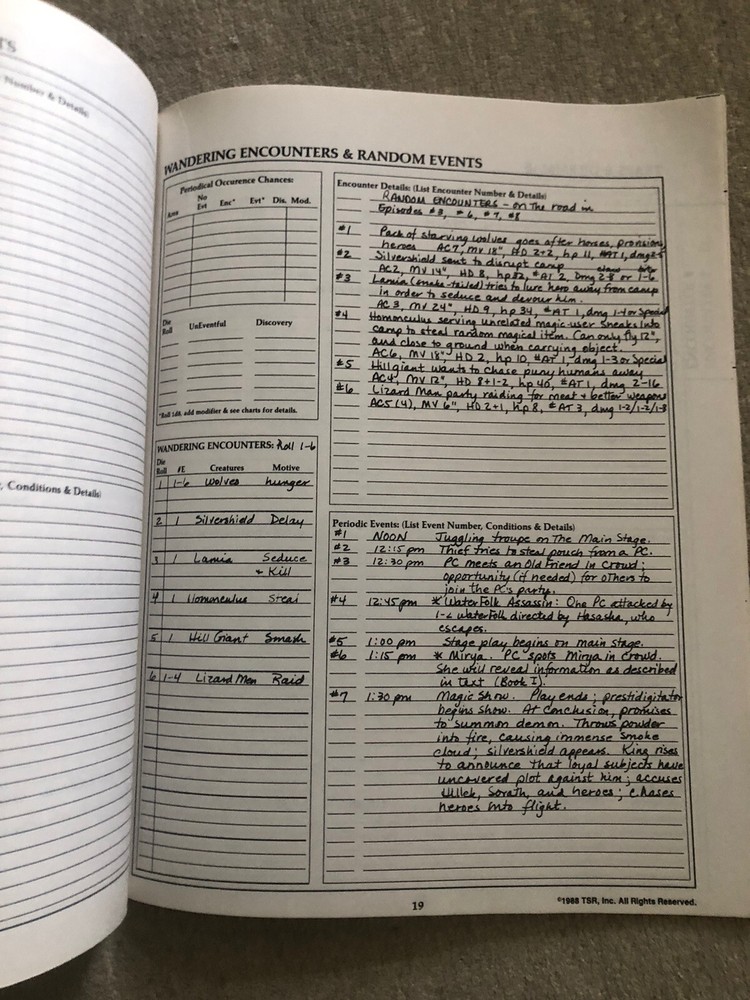 TS
Number & Details)
, Conditions & Details)
WANDERING ENCOUNTERS & RANDOM EVENTS
Periodical Occurence Chances:
Area No Evt Enc* Evt* Dis. Mod.
Die Roll UnEventful Discovery
*Roll 1d8, add modifier & see charts for details.
WANDERING ENCOUNTERS: Roll 1-6
Die Roll #E Creatures Motive
1 1-6 Wolves hunger
2 1 Silvershield Delay
3 1 Lamia Seduce
+ Kill
4 1 Homonculus Steal
5 1 Hill Giant Smash
6 1-4 Lizard Men Raid
Encounter Details: (List Encounter Number & Details)
RANDOM ENCOUNTERS - on the road in
Episodes #3, #6, #7, #8
#1 Pack of starving wolves goes after horses, provisions,
heroes AC7, MV 18", HD 2+2, hp 11, #AT 1, dmg 2-5
#2 Silvershield sent to disrupt camp claw bite
AC2, MV 14", HD 8, hp 32, #AT 2, Dmg 2-8 or 1-6
#3 Lamia (snake-tailed) tries to lure hero away from camp
in order to seduce and devour him.
AC 3, MV 24", HD 9, hp 34, #AT 1, dmg 1-4 or Special
#4 Homonculus serving unrelated magic-user sneaks into
camp to steal random magical item. Can only fly 12",
and close to ground when carrying object.
AC6, MV 18", HD 2, hp 10, #AT 1, dmg 1-3 or Special
#5 Hill giant wants to chase puny humans away
AC4, MV 12", HD 8+1-2, hp 40, #AT 1, dmg 2-16
#6 Lizard Man party raiding for meat + better weapons
AC5 (4), MV 6", HD 2+1, hp 8, #AT 3, dmg 1-2/1-2/1-8
Periodic Events: (List Event Number, Conditions & Details)
#1 NOON Juggling troupe on The Main Stage.
#2 12:15 pm Thief tries to steal pouch from a PC.
#3 12:30 pm PC meets an Old Friend in Crowd;
opportunity (if needed) for others to
join the PC's party.
#4 12:45 pm * WaterFolk Assassin: One PC attacked by
waterFolk directed by Hasasha, who
escapes.
#5 1:00 pm Stage play begins on main stage.
#6 1:15 pm * Mirya. PC spots Mirya in crowd.
She will reveal information as described
in text (Book I).
#7 1:30 pm Magic Show. Play ends; prestidigitator
begins show. At conclusion, promises
to summon demon. Throws powder
into fire, causing immense smoke
cloud; silvershield appears. King rises
to announce that loyal subjects have
uncovered plot against him; accuses
Ullek, Sorath, and heroes; chases
heroes into flight.
19
©1988 TSR, Inc. All Rights Reserved.